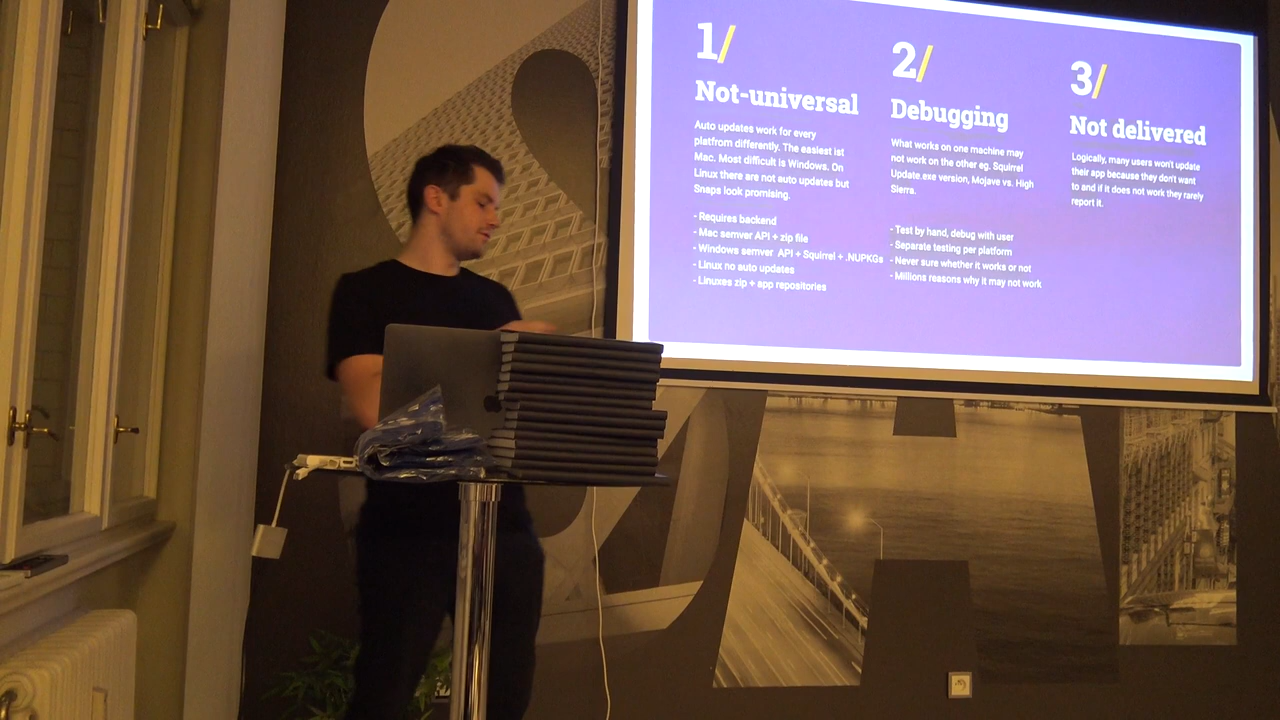 1/
Not-universal
Auto updates work for every
platfrom differently. The easiest ist
Mac. Most difficult is Windows. On
Linux there are not auto updates but
Snaps look promising.
- Requires backend
- Mac semver API + zip file
- Windows semver API + Squirrel + .NUPKGs
- Linux no auto updates
- Linuxes zip + app repositories
2/
Debugging
What works on one machine may
not work on the other eg. Squirrel
Update.exe version, Mojave vs. High
Sierra.
- Test by hand, debug with user
- Separate testing per platform
- Never sure whether it works or not
- Millions reasons why it may not work
3/
Not delivered
Logically, many users won't update
their app because they don't want
to and if it does not work they rarely
report it.